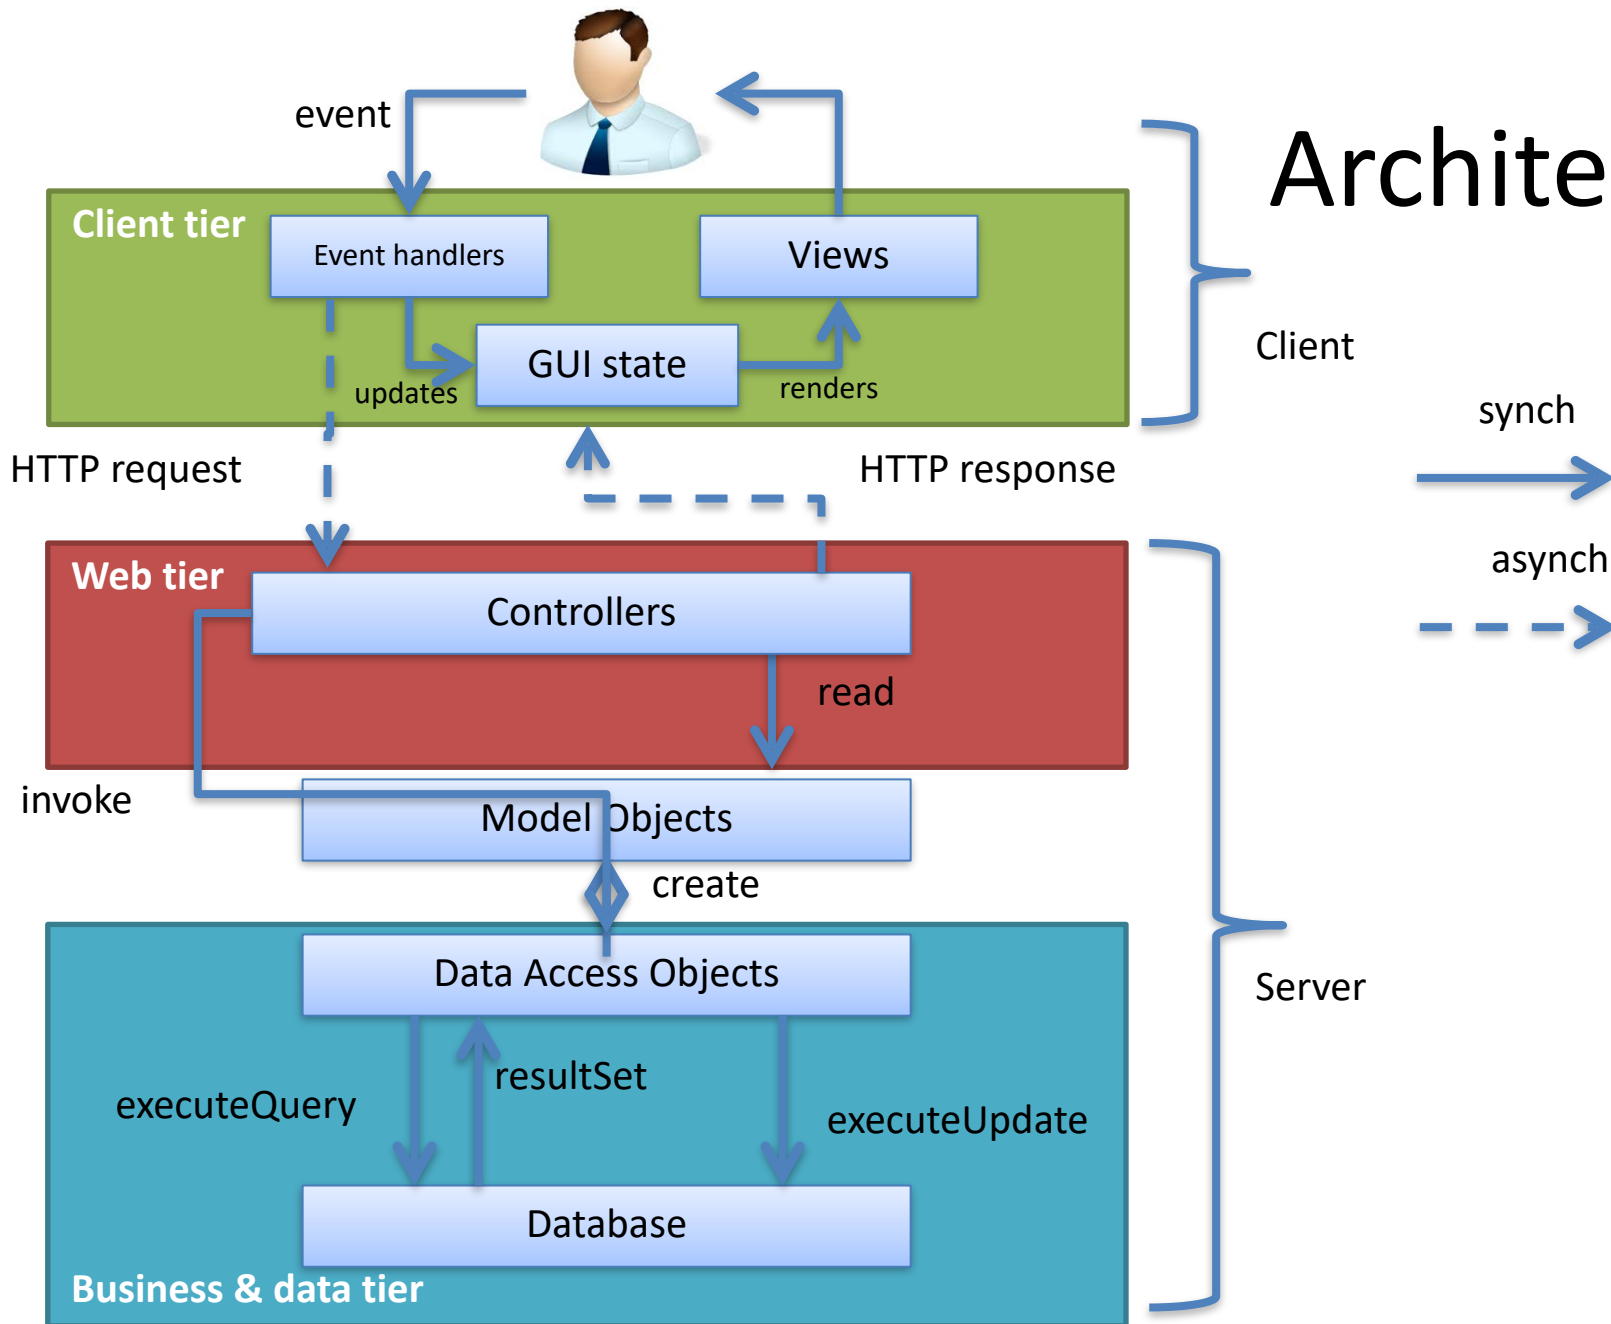 event
Archite
Client tier
Event handlers
Views
GUI state
updates
renders
Client
synch
HTTP request
HTTP response
asynch
Web tier
Controllers
read
invoke
Model Objects
create
Data Access Objects
Server
resultSet
executeQuery
executeUpdate
Database
Business & data tier